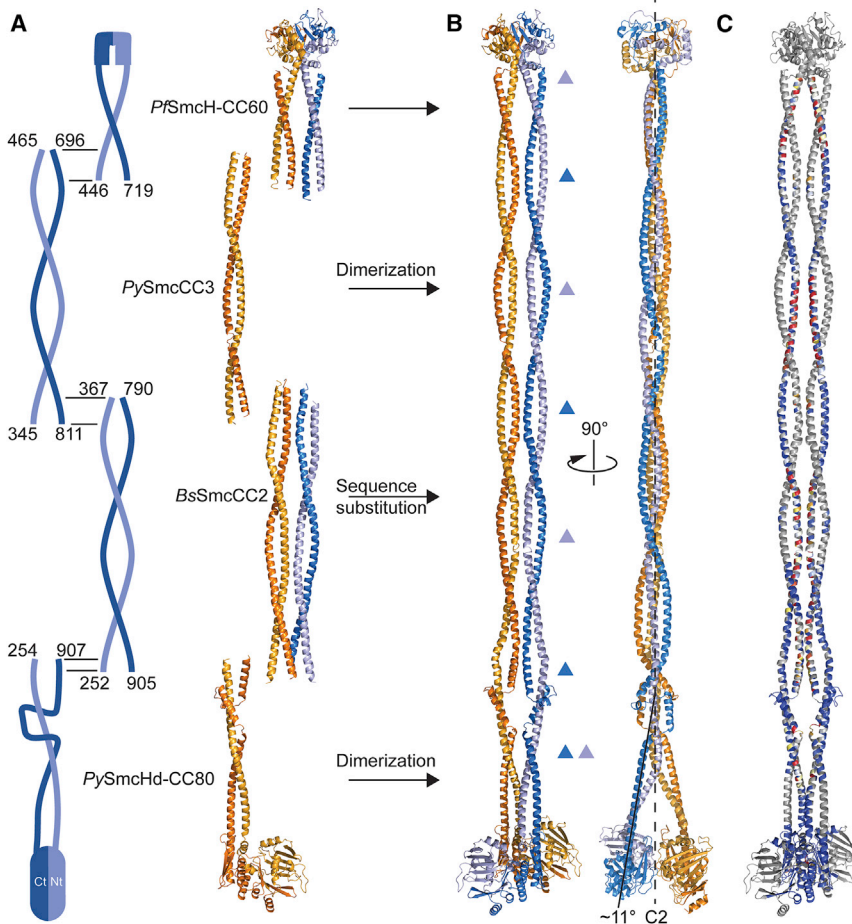 A
B
C
PfSmcH-CC60
465
696
446
719
PySmcCC3
Dimerization
367
790
345
811
90°
BsSmcCC2
Sequence
substitution
254
907
252
905
PySmcHd-CC80
Dimerization
Ct Nt
~11° C2